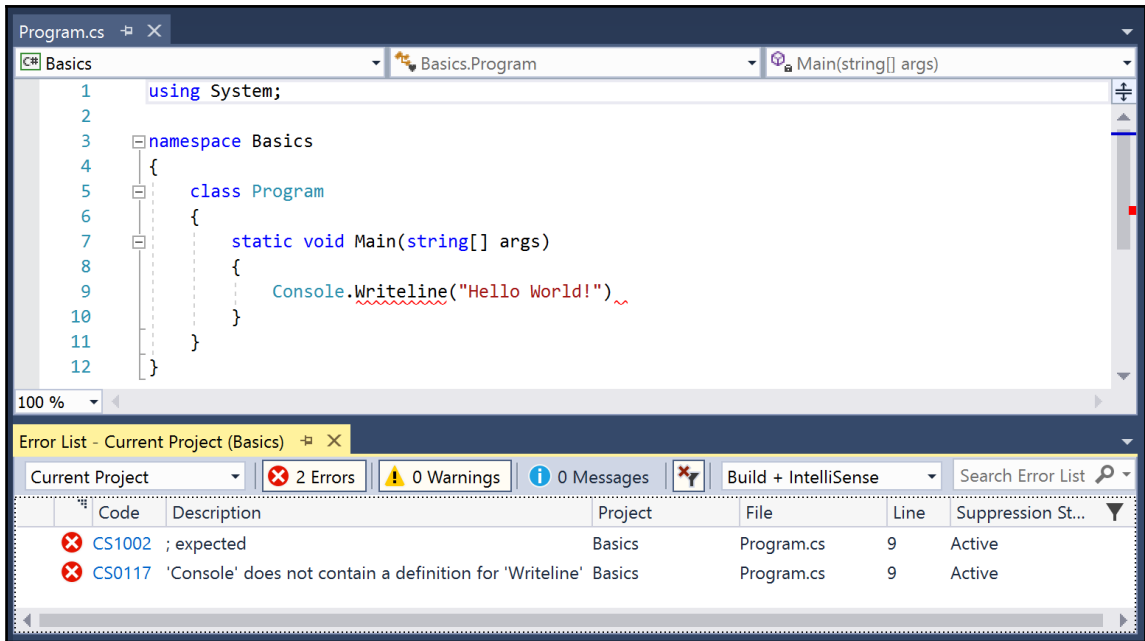 Program.cs
C# Basics Basics.Program Main(string[] args)
1 using System;
2
3 namespace Basics
4 {
5 class Program
6 {
7 static void Main(string[] args)
8 {
9 Console.Writeline("Hello World!")
10 }
11 }
12 }
100 %
Error List - Current Project (Basics)
Current Project 2 Errors 0 Warnings 0 Messages Build + IntelliSense Search Error List
Code Description Project File Line Suppression St...
CS1002 ; expected Basics Program.cs 9 Active
CS0117 'Console' does not contain a definition for 'Writeline' Basics Program.cs 9 Active